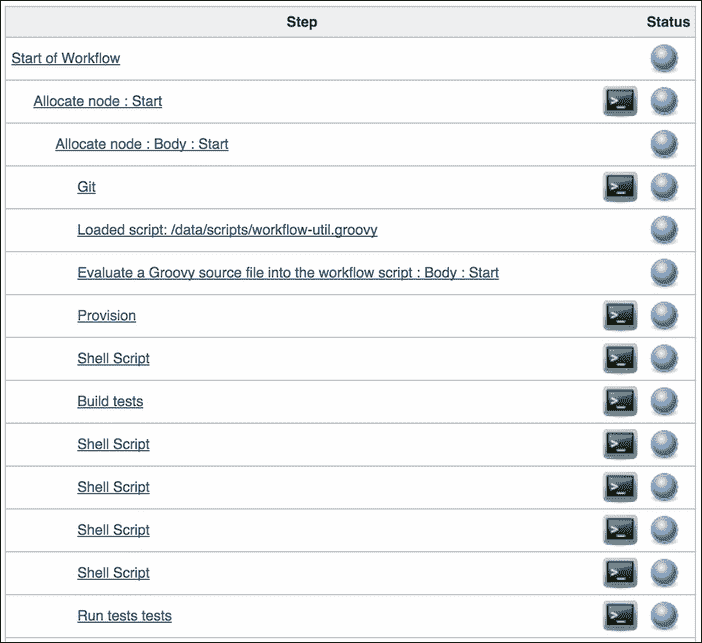 Step Status
Start of Workflow
Allocate node : Start
Allocate node : Body : Start
Git
Loaded script: /data/scripts/workflow-util.groovy
Evaluate a Groovy source file into the workflow script : Body : Start
Provision
Shell Script
Build tests
Shell Script
Shell Script
Shell Script
Shell Script
Run tests tests